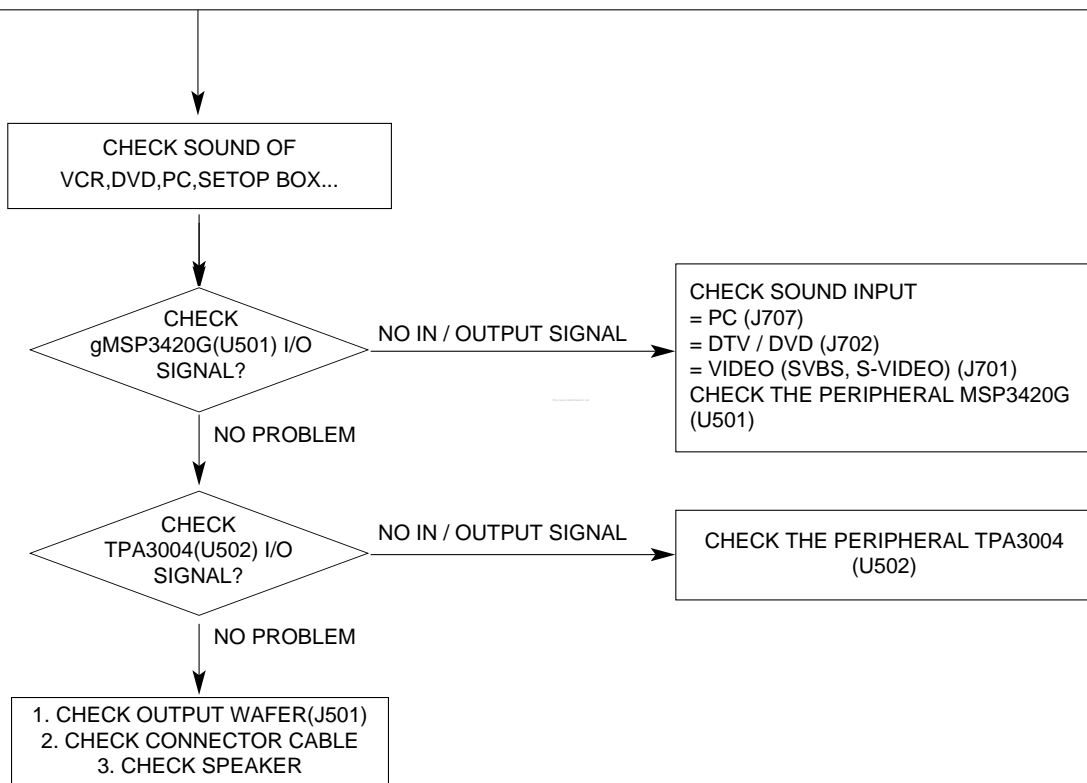 CHECK SOUND OF
VCR,DVD,PC,SETOP BOX...
CHECK
gMSP3420G(U501) I/O
SIGNAL?
NO IN / OUTPUT SIGNAL
CHECK SOUND INPUT
= PC (J707)
= DTV / DVD (J702)
= VIDEO (SVBS, S-VIDEO) (J701)
CHECK THE PERIPHERAL MSP3420G
(U501)
NO PROBLEM
CHECK
TPA3004(U502) I/O
SIGNAL?
NO IN / OUTPUT SIGNAL
CHECK THE PERIPHERAL TPA3004
(U502)
NO PROBLEM
1. CHECK OUTPUT WAFER(J501)
2. CHECK CONNECTOR CABLE
3. CHECK SPEAKER